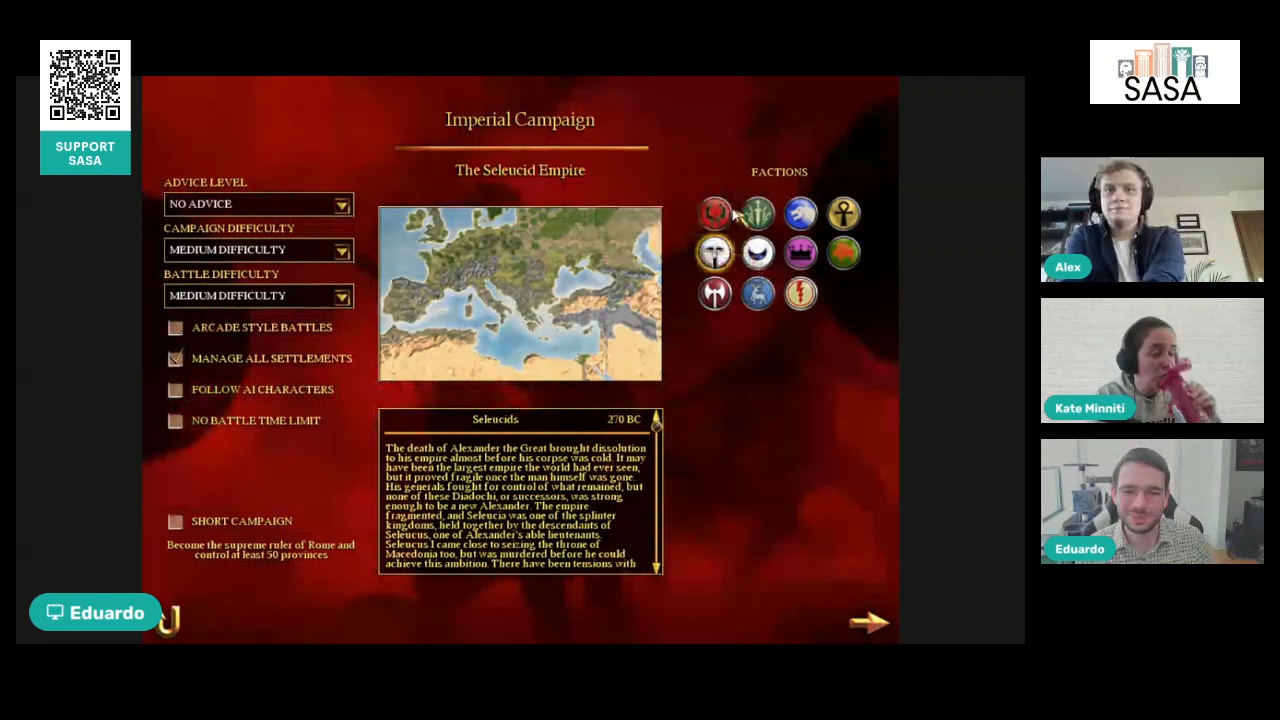 SUPPORT
SASA
SASA
Imperial Campaign
The Seleucid Empire
FACTIONS
ADVICE LEVEL
NO ADVICE
CAMPAIGN DIFFICULTY
MEDIUM DIFFICULTY
BATTLE DIFFICULTY
MEDIUM DIFFICULTY
ARCADE STYLE BATTLES
MANAGE ALL SETTLEMENTS
FOLLOW AI CHARACTERS
NO BATTLE TIME LIMIT
SHORT CAMPAIGN
Become the supreme ruler of Rome and
control at least 50 provinces
Seleucids 270 BC
The death of Alexander the Great brought dissolution
to his empire almost before his corpse was cold. It may
have been the largest empire the world had ever seen,
but it proved fragile once the man himself was gone.
His generals fought for control of what remained, but
none of these Diadochi, or successors, was strong
enough to be a new Alexander. The empire
fragmented, and Seleucia was one of the splinter
kingdoms, held together by the descendants of
Seleucus, one of Alexander's able lieutenants.
Seleucus I came close to seizing the throne of
Macedonia too, but was murdered before he could
achieve this ambition. There have been tensions with
Alex
Kate Minniti
Eduardo
Eduardo